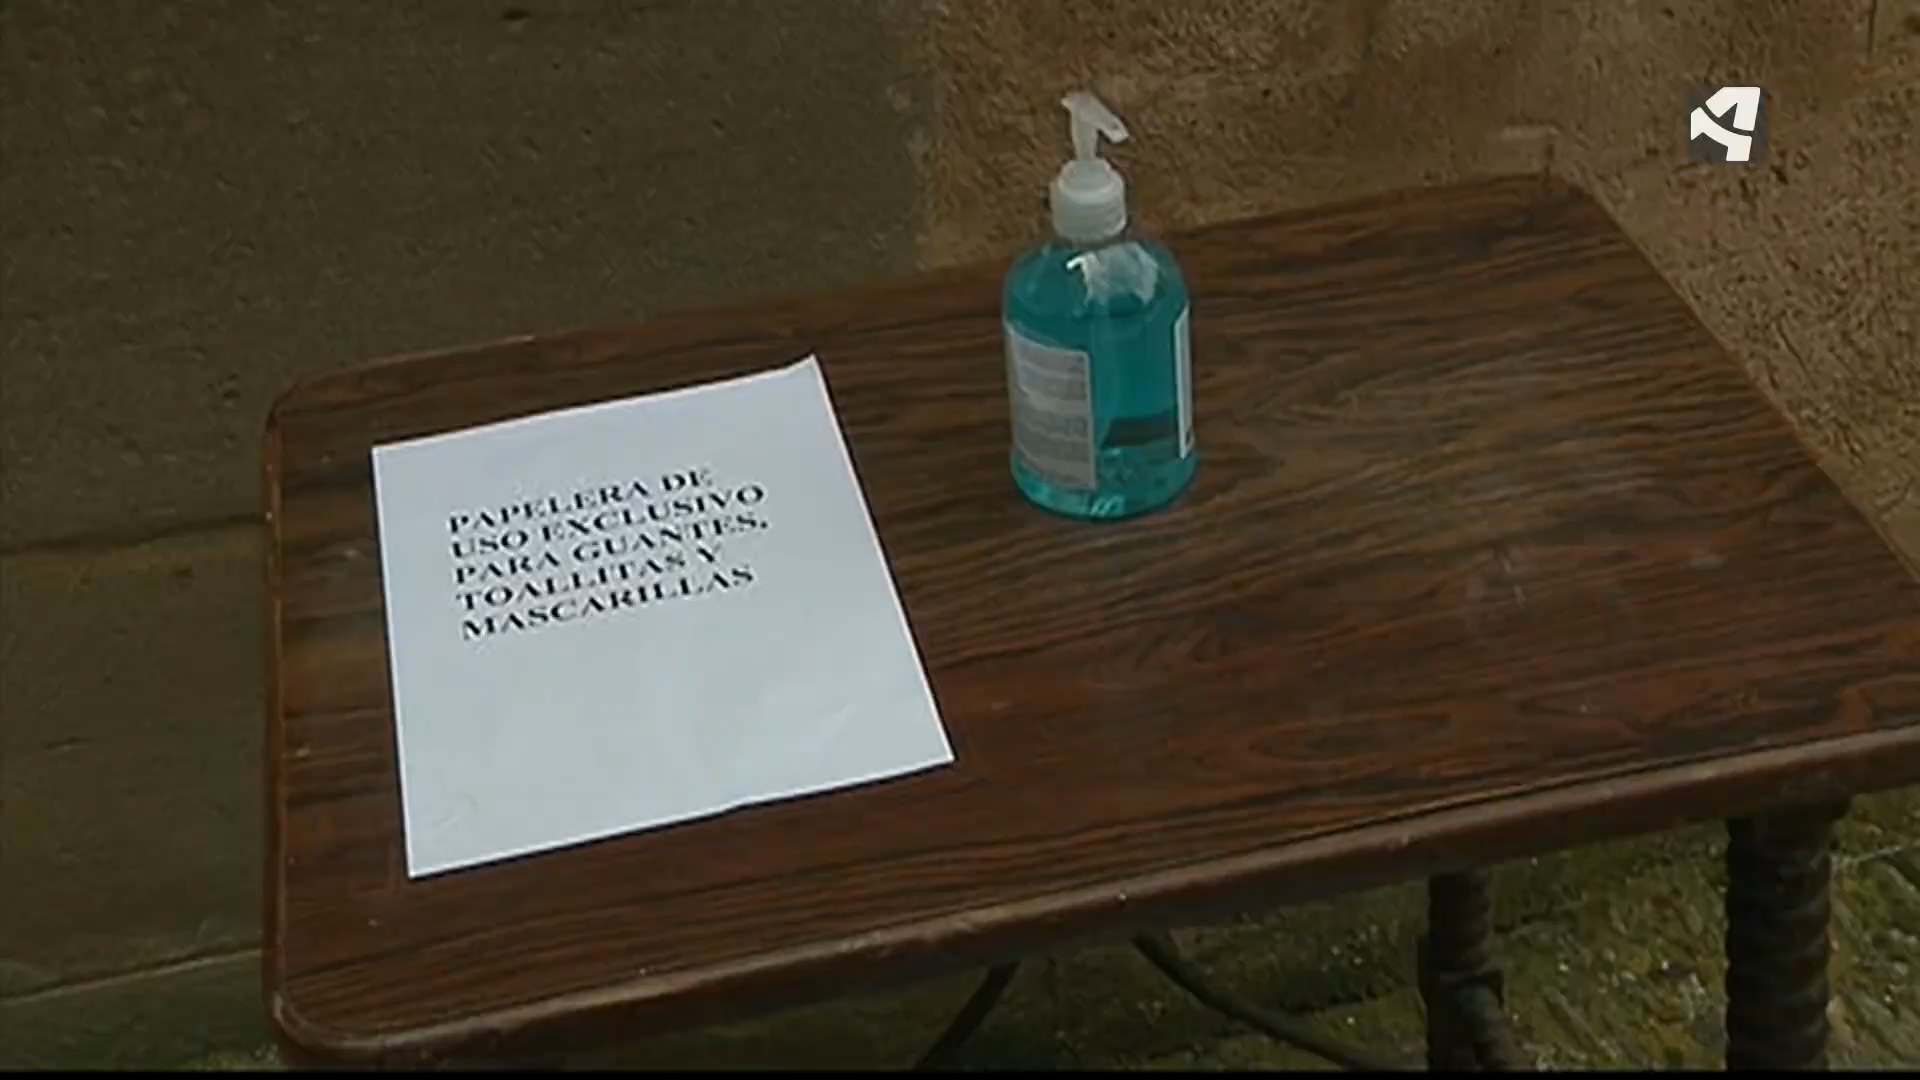 PAPELERA DE
USO EXCLUSIVO
PARA GUANTES,
TOALLITAS Y
MASCARILLAS